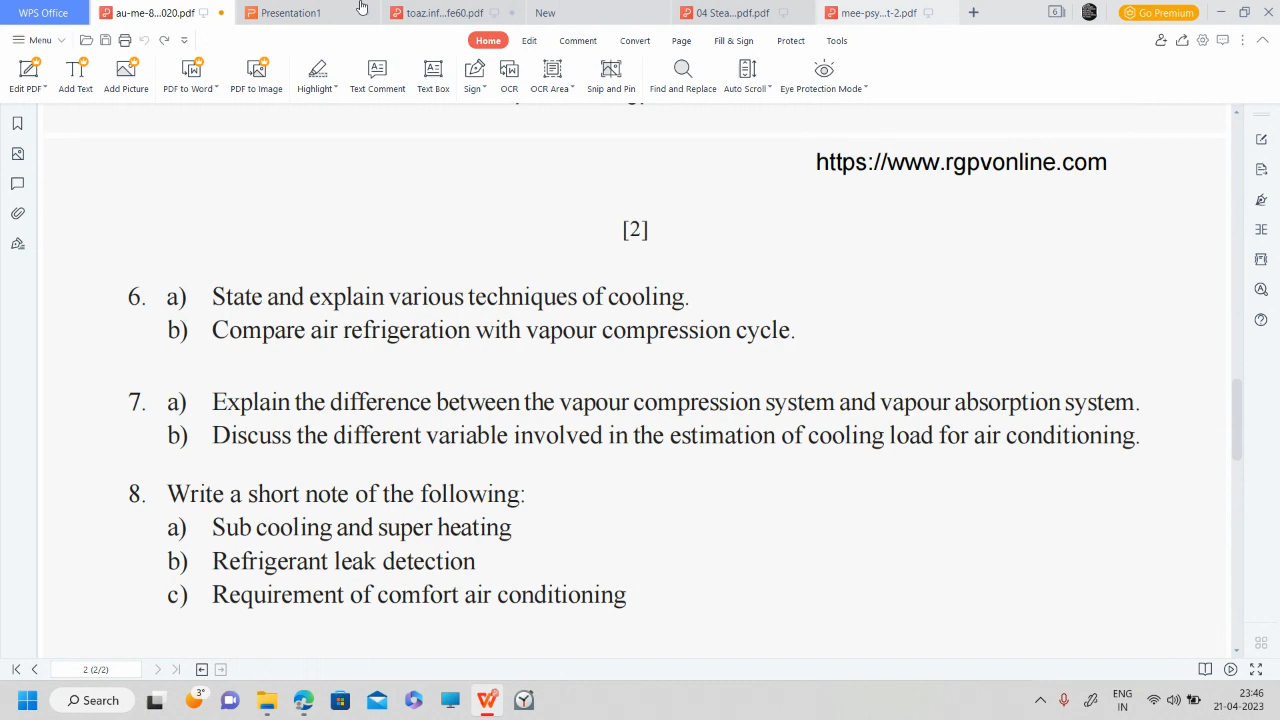 WPS Office
au-me-8...020.pdf
Presentation1
toaz.inf...fe60.pdf
New
04 Stea...pdf.pdf
mee-psy...t-2.pdf
6
Go Premium
Menu
Home
Edit
Comment
Convert
Page
Fill & Sign
Protect
Tools
Edit PDF
Add Text
Add Picture
PDF to Word
PDF to Image
Highlight
Text Comment
Text Box
Sign
OCR
OCR Area
Snip and Pin
Find and Replace
Auto Scroll
Eye Protection Mode
https://www.rgpvonline.com
[2]
6. a) State and explain various techniques of cooling.
b) Compare air refrigeration with vapour compression cycle.
7. a) Explain the difference between the vapour compression system and vapour absorption system.
b) Discuss the different variable involved in the estimation of cooling load for air conditioning.
8. Write a short note of the following:
a) Sub cooling and super heating
b) Refrigerant leak detection
c) Requirement of comfort air conditioning
2 (2/2)
Search
3°
ENG
IN
23:46
21-04-2023